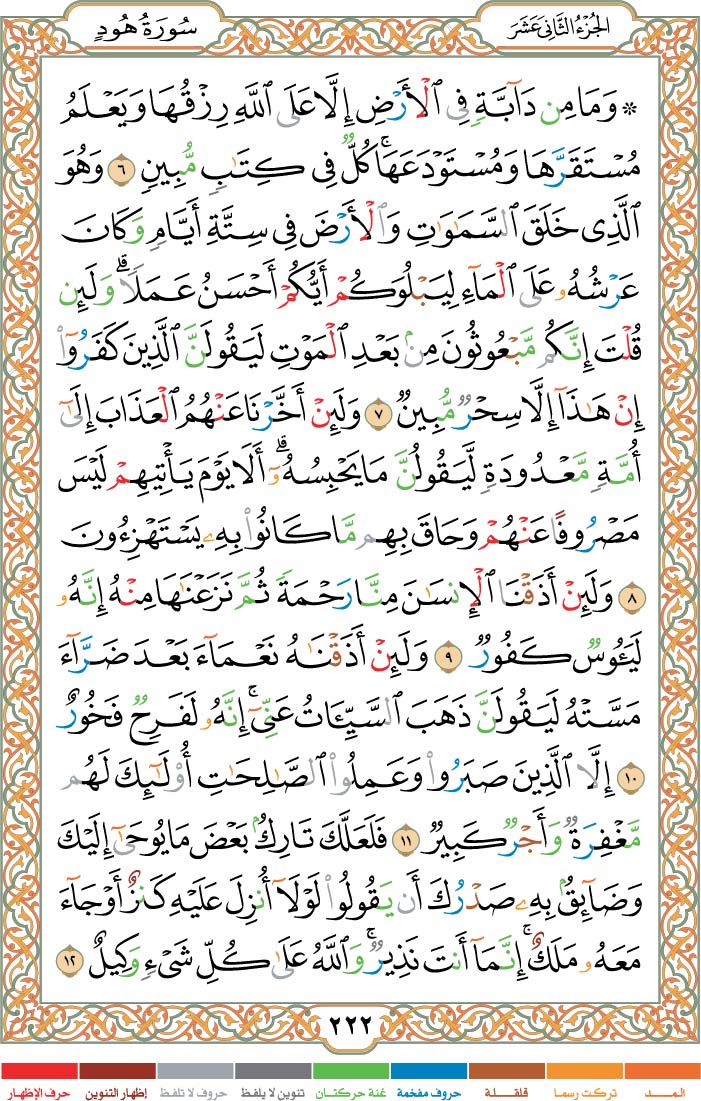 الجُزْءُ الثَّانِيَ عَشَرَ
سُورَةُ هُودٍ
۞ وَمَا مِن دَآبَّةٍ فِي ٱلْأَرْضِ إِلَّا عَلَى ٱللَّهِ رِزْقُهَا وَيَعْلَمُ
مُسْتَقَرَّهَا وَمُسْتَوْدَعَهَاۚ كُلٌّ فِي كِتَٰبٍ مُّبِينٍ ٦ وَهُوَ
ٱلَّذِي خَلَقَ ٱلسَّمَٰوَٰتِ وَٱلْأَرْضَ فِي سِتَّةِ أَيَّامٍ وَكَانَ
عَرْشُهُۥ عَلَى ٱلْمَآءِ لِيَبْلُوَكُمْ أَيُّكُمْ أَحْسَنُ عَمَلًاۗ وَلَئِن
قُلْتَ إِنَّكُم مَّبْعُوثُونَ مِنۢ بَعْدِ ٱلْمَوْتِ لَيَقُولَنَّ ٱلَّذِينَ كَفَرُوٓا۟
إِنْ هَٰذَآ إِلَّا سِحْرٌ مُّبِينٌ ٧ وَلَئِنْ أَخَّرْنَا عَنْهُمُ ٱلْعَذَابَ إِلَىٰٓ
أُمَّةٍ مَّعْدُودَةٍ لَّيَقُولُنَّ مَا يَحْبِسُهُۥٓۗ أَلَا يَوْمَ يَأْتِيهِمْ لَيْسَ
مَصْرُوفًا عَنْهُمْ وَحَاقَ بِهِم مَّا كَانُوا۟ بِهِۦ يَسْتَهْزِءُونَ
٨ وَلَئِنْ أَذَقْنَا ٱلْإِنسَٰنَ مِنَّا رَحْمَةً ثُمَّ نَزَعْنَٰهَا مِنْهُ إِنَّهُۥ
لَيَـُٔوسٌ كَفُورٌ ٩ وَلَئِنْ أَذَقْنَٰهُ نَعْمَآءَ بَعْدَ ضَرَّآءَ
مَسَّتْهُ لَيَقُولَنَّ ذَهَبَ ٱلسَّيِّـَٔاتُ عَنِّيٓۚ إِنَّهُۥ لَفَرِحٌ فَخُورٌ
١٠ إِلَّا ٱلَّذِينَ صَبَرُوا۟ وَعَمِلُوا۟ ٱلصَّٰلِحَٰتِ أُو۟لَٰٓئِكَ لَهُم
مَّغْفِرَةٌ وَأَجْرٌ كَبِيرٌ ١١ فَلَعَلَّكَ تَارِكٌۢ بَعْضَ مَا يُوحَىٰٓ إِلَيْكَ
وَضَآئِقٌۢ بِهِۦ صَدْرُكَ أَن يَقُولُوا۟ لَوْلَآ أُنزِلَ عَلَيْهِ كَنزٌ أَوْ جَآءَ
مَعَهُۥ مَلَكٌۚ إِنَّمَآ أَنتَ نَذِيرٌۚ وَٱللَّهُ عَلَىٰ كُلِّ شَيْءٍ وَكِيلٌ ١٢
٢٢٢
المـــد تركت رسما قلقـلة حروف مفخمة غنة حركتـان تنوين لا يلفظ حروف لا تلفظ إظهار التنوين حرف الإظهار